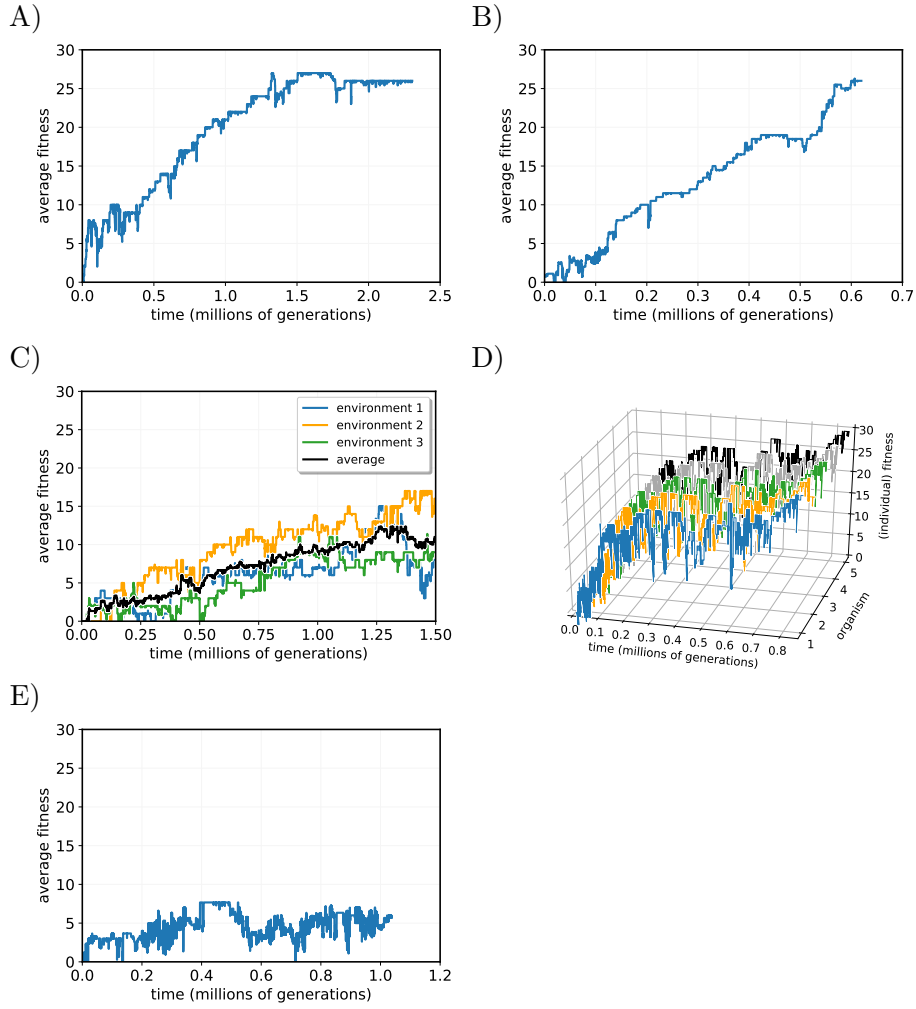 A)
30
25
20
15
10
5
0
average fitness
0.0 0.5 1.0 1.5 2.0 2.5
time (millions of generations)
B)
30
25
20
15
10
5
0
average fitness
0.0 0.1 0.2 0.3 0.4 0.5 0.6 0.7
time (millions of generations)
C)
30
25
20
15
10
5
0
average fitness
environment 1
environment 2
environment 3
average
0.00 0.25 0.50 0.75 1.00 1.25 1.50
time (millions of generations)
D)
30
25
20
15
10
5
0
(individual) fitness
5
4
3
2
1
organism
0.0 0.1 0.2 0.3 0.4 0.5 0.6 0.7 0.8
time (millions of generations)
E)
30
25
20
15
10
5
0
average fitness
0.0 0.2 0.4 0.6 0.8 1.0 1.2
time (millions of generations)